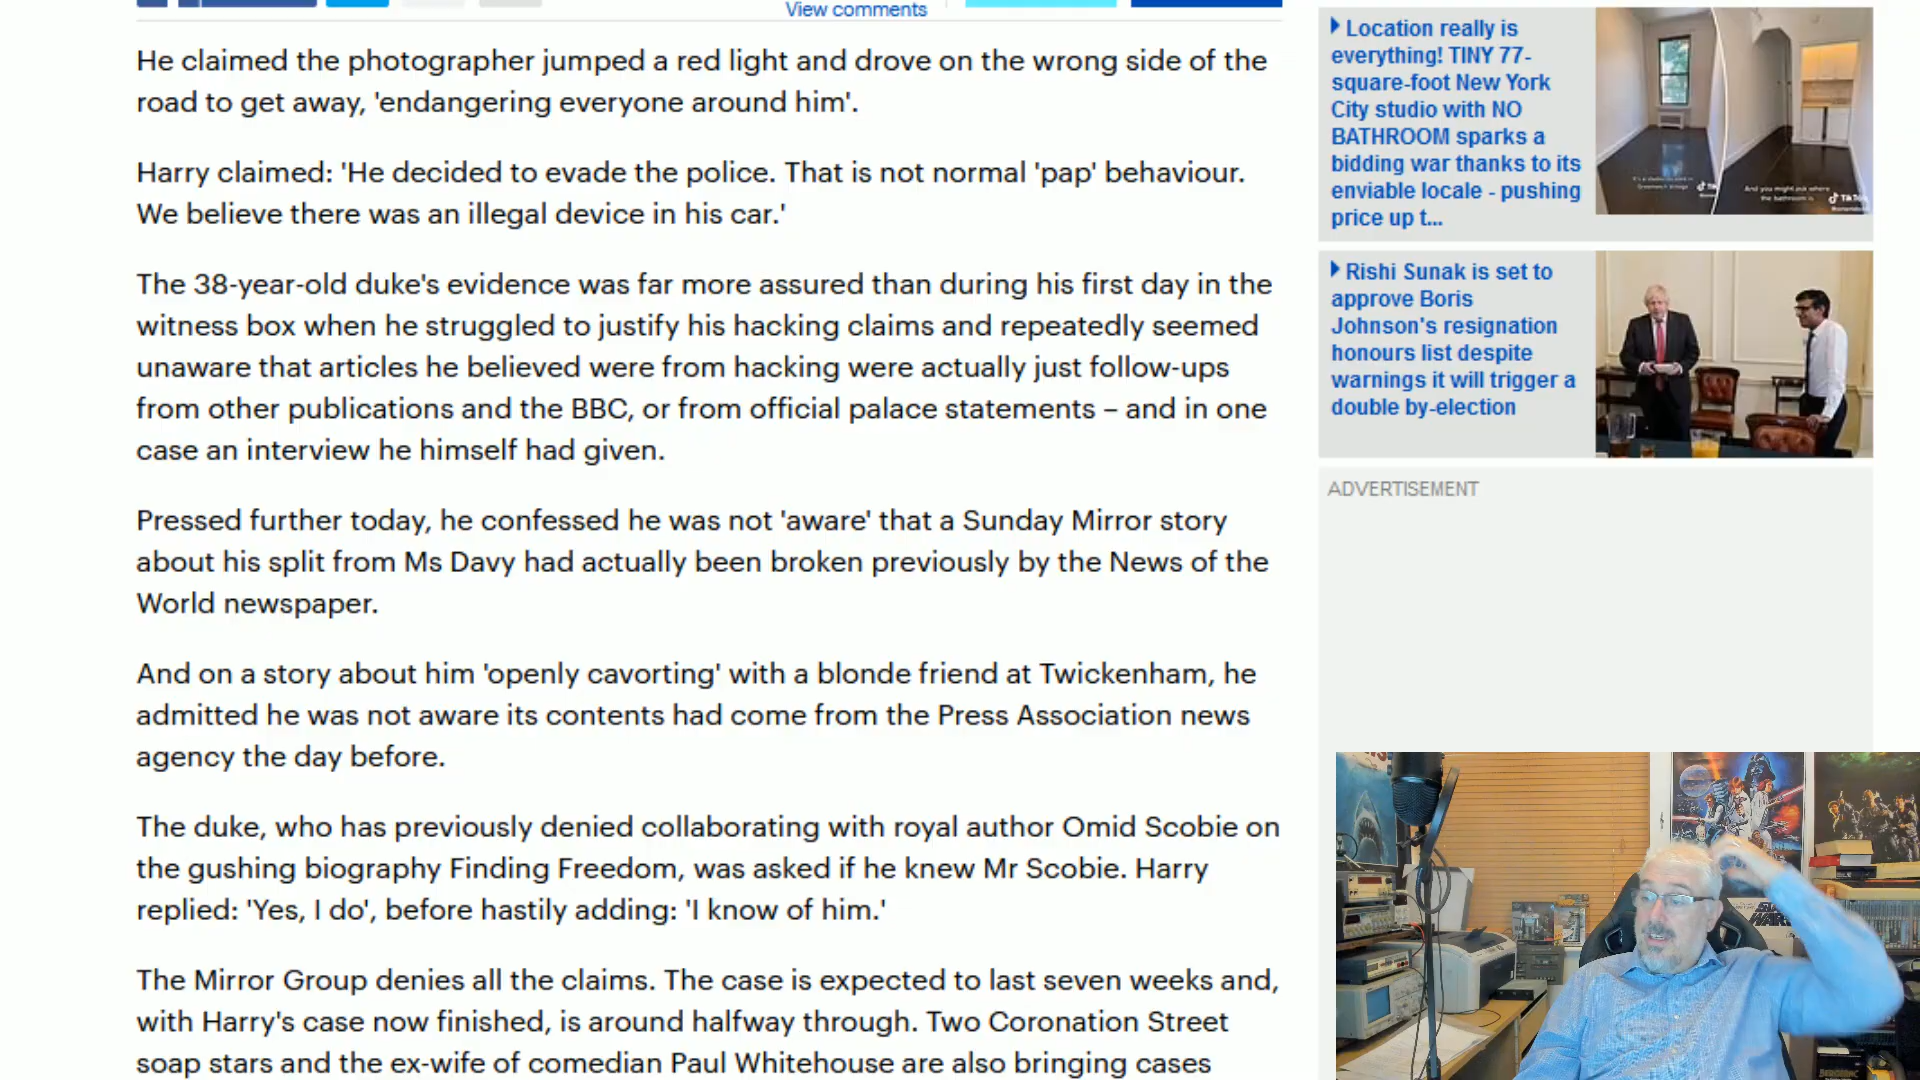 View comments
He claimed the photographer jumped a red light and drove on the wrong side of the
road to get away, 'endangering everyone around him'.
Harry claimed: 'He decided to evade the police. That is not normal 'pap' behaviour.
We believe there was an illegal device in his car.'
The 38-year-old duke's evidence was far more assured than during his first day in the
witness box when he struggled to justify his hacking claims and repeatedly seemed
unaware that articles he believed were from hacking were actually just follow-ups
from other publications and the BBC, or from official palace statements – and in one
case an interview he himself had given.
Pressed further today, he confessed he was not 'aware' that a Sunday Mirror story
about his split from Ms Davy had actually been broken previously by the News of the
World newspaper.
And on a story about him 'openly cavorting' with a blonde friend at Twickenham, he
admitted he was not aware its contents had come from the Press Association news
agency the day before.
The duke, who has previously denied collaborating with royal author Omid Scobie on
the gushing biography Finding Freedom, was asked if he knew Mr Scobie. Harry
replied: 'Yes, I do', before hastily adding: 'I know of him.'
The Mirror Group denies all the claims. The case is expected to last seven weeks and,
with Harry's case now finished, is around halfway through. Two Coronation Street
soap stars and the ex-wife of comedian Paul Whitehouse are also bringing cases
Location really is
everything! TINY 77-
square-foot New York
City studio with NO
BATHROOM sparks a
bidding war thanks to its
enviable locale - pushing
price up t...
And you might ask where
the bathroom is
TikTok
Rishi Sunak is set to
approve Boris
Johnson's resignation
honours list despite
warnings it will trigger a
double by-election
ADVERTISEMENT
STAR
WARS